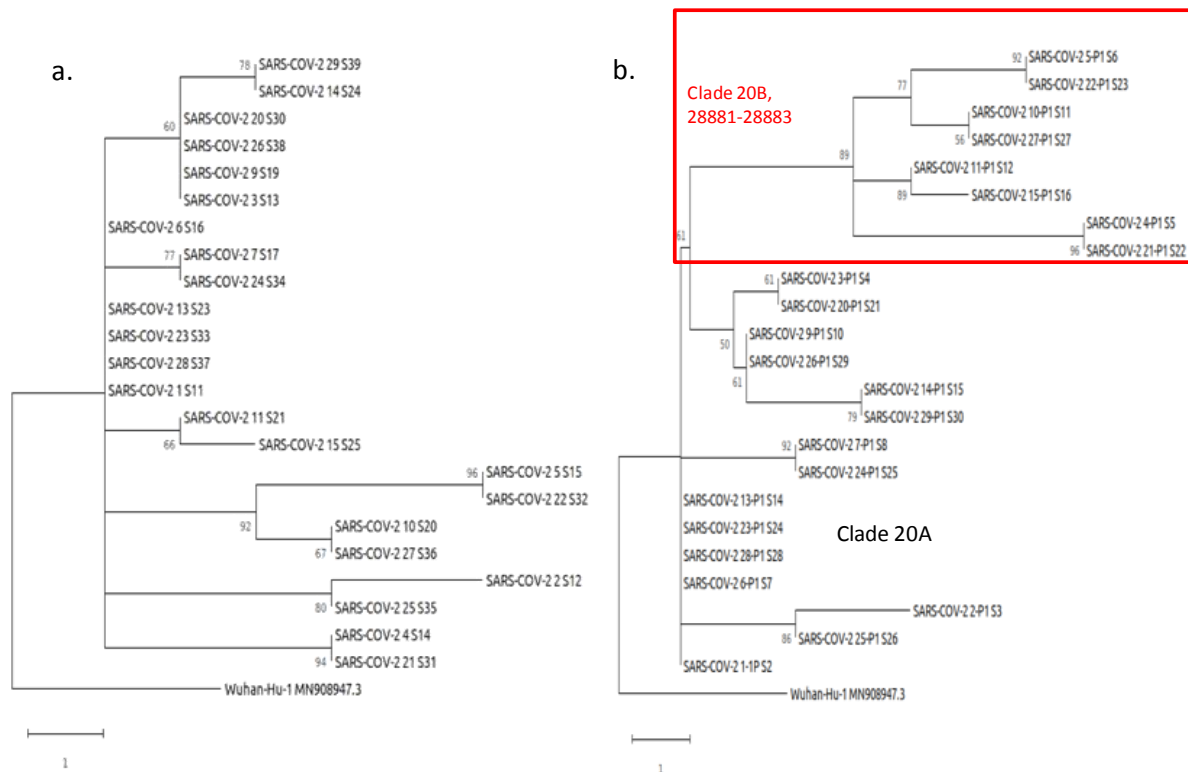 a.
78
SARS-COV-2 29 S39
SARS-COV-2 14 S24
60
SARS-COV-2 20 S30
SARS-COV-2 26 S38
SARS-COV-2 9 S19
SARS-COV-2 3 S13
SARS-COV-2 6 S16
77
SARS-COV-2 7 S17
SARS-COV-2 24 S34
SARS-COV-2 13 S23
SARS-COV-2 23 S33
SARS-COV-2 28 S37
SARS-COV-2 1 S11
SARS-COV-2 11 S21
66
SARS-COV-2 15 S25
96
SARS-COV-2 5 S15
SARS-COV-2 22 S32
92
SARS-COV-2 10 S20
67
SARS-COV-2 27 S36
SARS-COV-2 2 S12
80
SARS-COV-2 25 S35
SARS-COV-2 4 S14
94
SARS-COV-2 21 S31
Wuhan-Hu-1 MN908947.3
1
b.
Clade 20B,
28881-28883
92
SARS-COV-2 5-P1 S6
SARS-COV-2 22-P1 S23
77
SARS-COV-2 10-P1 S11
56
SARS-COV-2 27-P1 S27
89
SARS-COV-2 11-P1 S12
89
SARS-COV-2 15-P1 S16
SARS-COV-2 4-P1 S5
96
SARS-COV-2 21-P1 S22
61
61
SARS-COV-2 3-P1 S4
SARS-COV-2 20-P1 S21
50
SARS-COV-2 9-P1 S10
SARS-COV-2 26-P1 S29
61
SARS-COV-2 14-P1 S15
79
SARS-COV-2 29-P1 S30
92
SARS-COV-2 7-P1 S8
SARS-COV-2 24-P1 S25
SARS-COV-2 13-P1 S14
SARS-COV-2 23-P1 S24
Clade 20A
SARS-COV-2 28-P1 S28
SARS-COV-2 6-P1 S7
SARS-COV-2 2-P1 S3
86
SARS-COV-2 25-P1 S26
SARS-COV-2 1-1P S2
Wuhan-Hu-1 MN908947.3
1